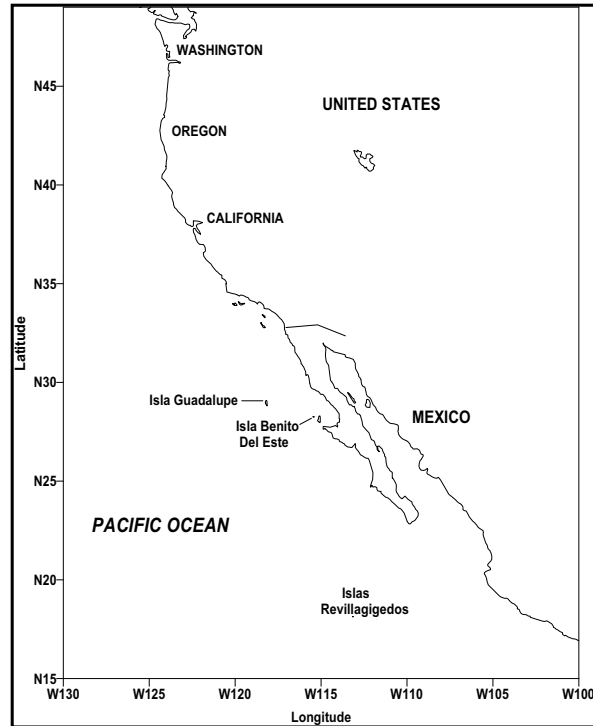 WASHINGTON
N45
UNITED STATES
OREGON
N40
CALIFORNIA
N35
Latitude
N30
Isla Guadalupe
Isla Benito
Del Este
MEXICO
N25
PACIFIC OCEAN
N20
Islas
Revillagigedos
N15
W130 W125 W120 W115 W110 W105 W100
Longitude